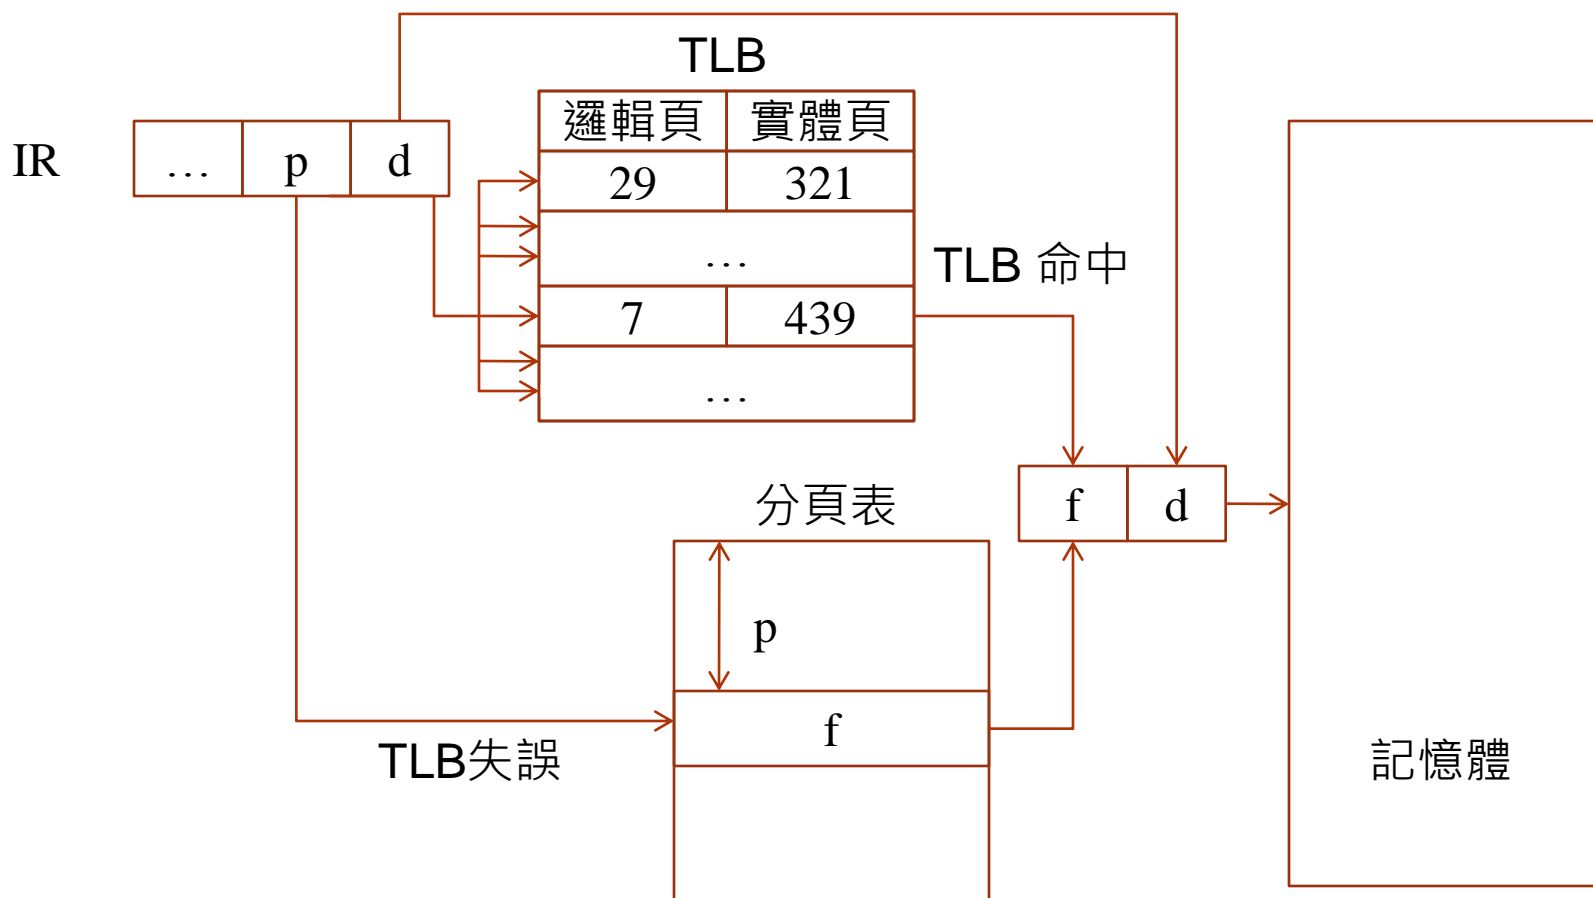 TLB
邏輯頁 實體頁
IR … p d
29 321
…
TLB 命中
7 439
…
分頁表
f d
p
f
TLB失誤
記憶體